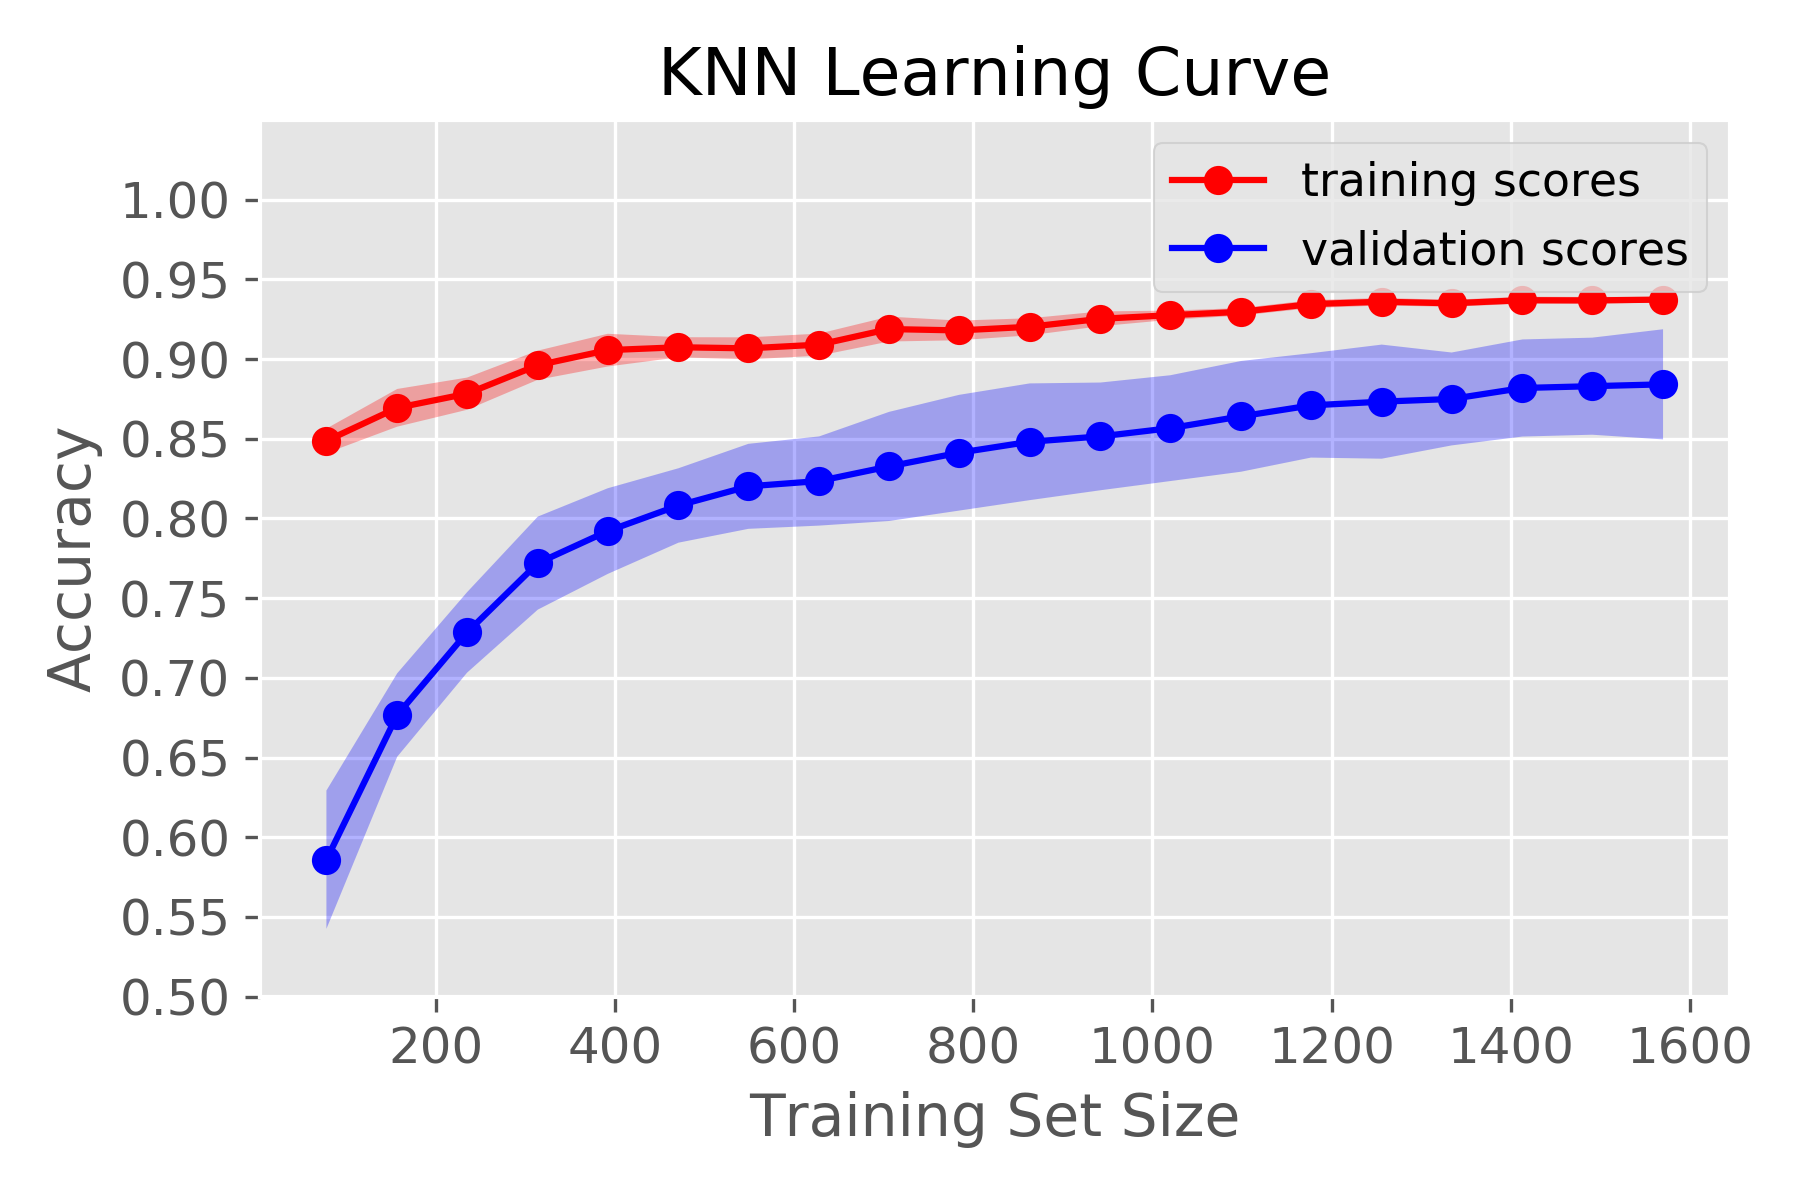 KNN Learning Curve
training scores
validation scores
1.00
0.95
0.90
0.85
0.80
0.75
0.70
0.65
0.60
0.55
0.50
Accuracy
200 400 600 800 1000 1200 1400 1600
Training Set Size